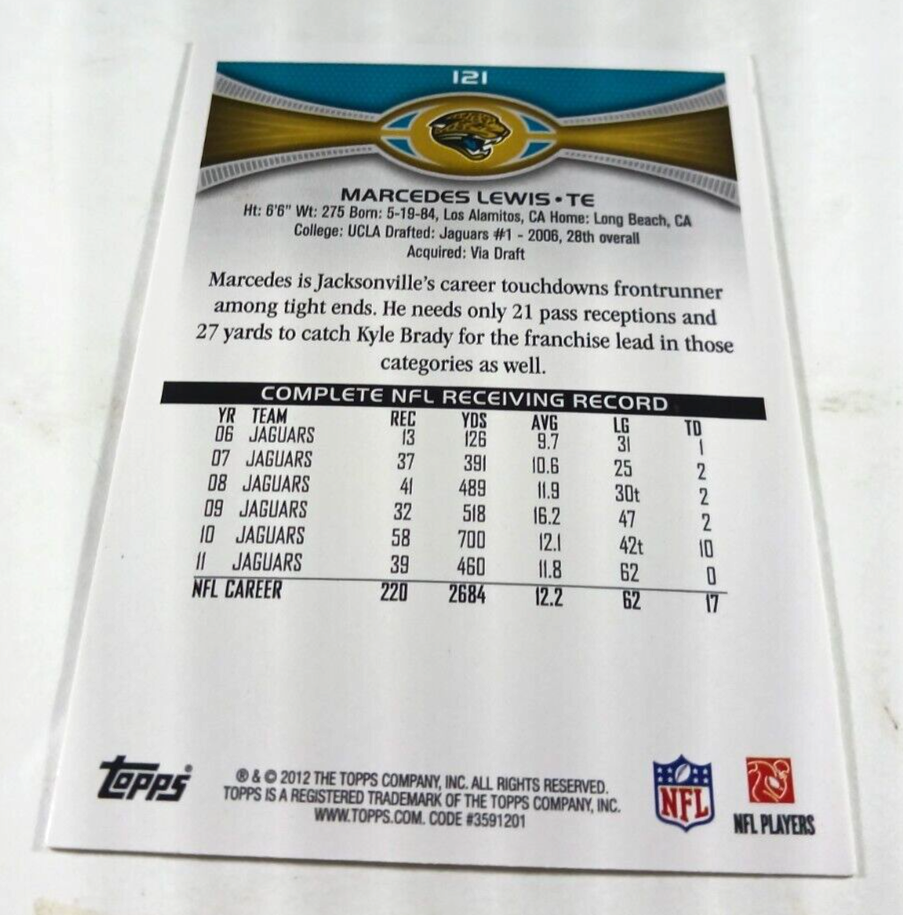 121
MARCEDES LEWIS • TE
Ht: 6'6" Wt: 275 Born: 5-19-84, Los Alamitos, CA Home: Long Beach, CA
College: UCLA Drafted: Jaguars #1 - 2006, 28th overall
Acquired: Via Draft
Marcedes is Jacksonville's career touchdowns frontrunner
among tight ends. He needs only 21 pass receptions and
27 yards to catch Kyle Brady for the franchise lead in those
categories as well.
COMPLETE NFL RECEIVING RECORD
YR TEAM REC YDS AVG LG TD
06 JAGUARS 13 126 9.7 31 1
07 JAGUARS 37 391 10.6 25 2
08 JAGUARS 41 489 11.9 30t 2
09 JAGUARS 32 518 16.2 47 2
10 JAGUARS 58 700 12.1 42t 10
11 JAGUARS 39 460 11.8 62 0
NFL CAREER 220 2684 12.2 62 17
topps®
® & © 2012 THE TOPPS COMPANY, INC. ALL RIGHTS RESERVED.
TOPPS IS A REGISTERED TRADEMARK OF THE TOPPS COMPANY, INC.
WWW.TOPPS.COM. CODE #3591201
NFL
NFL PLAYERS